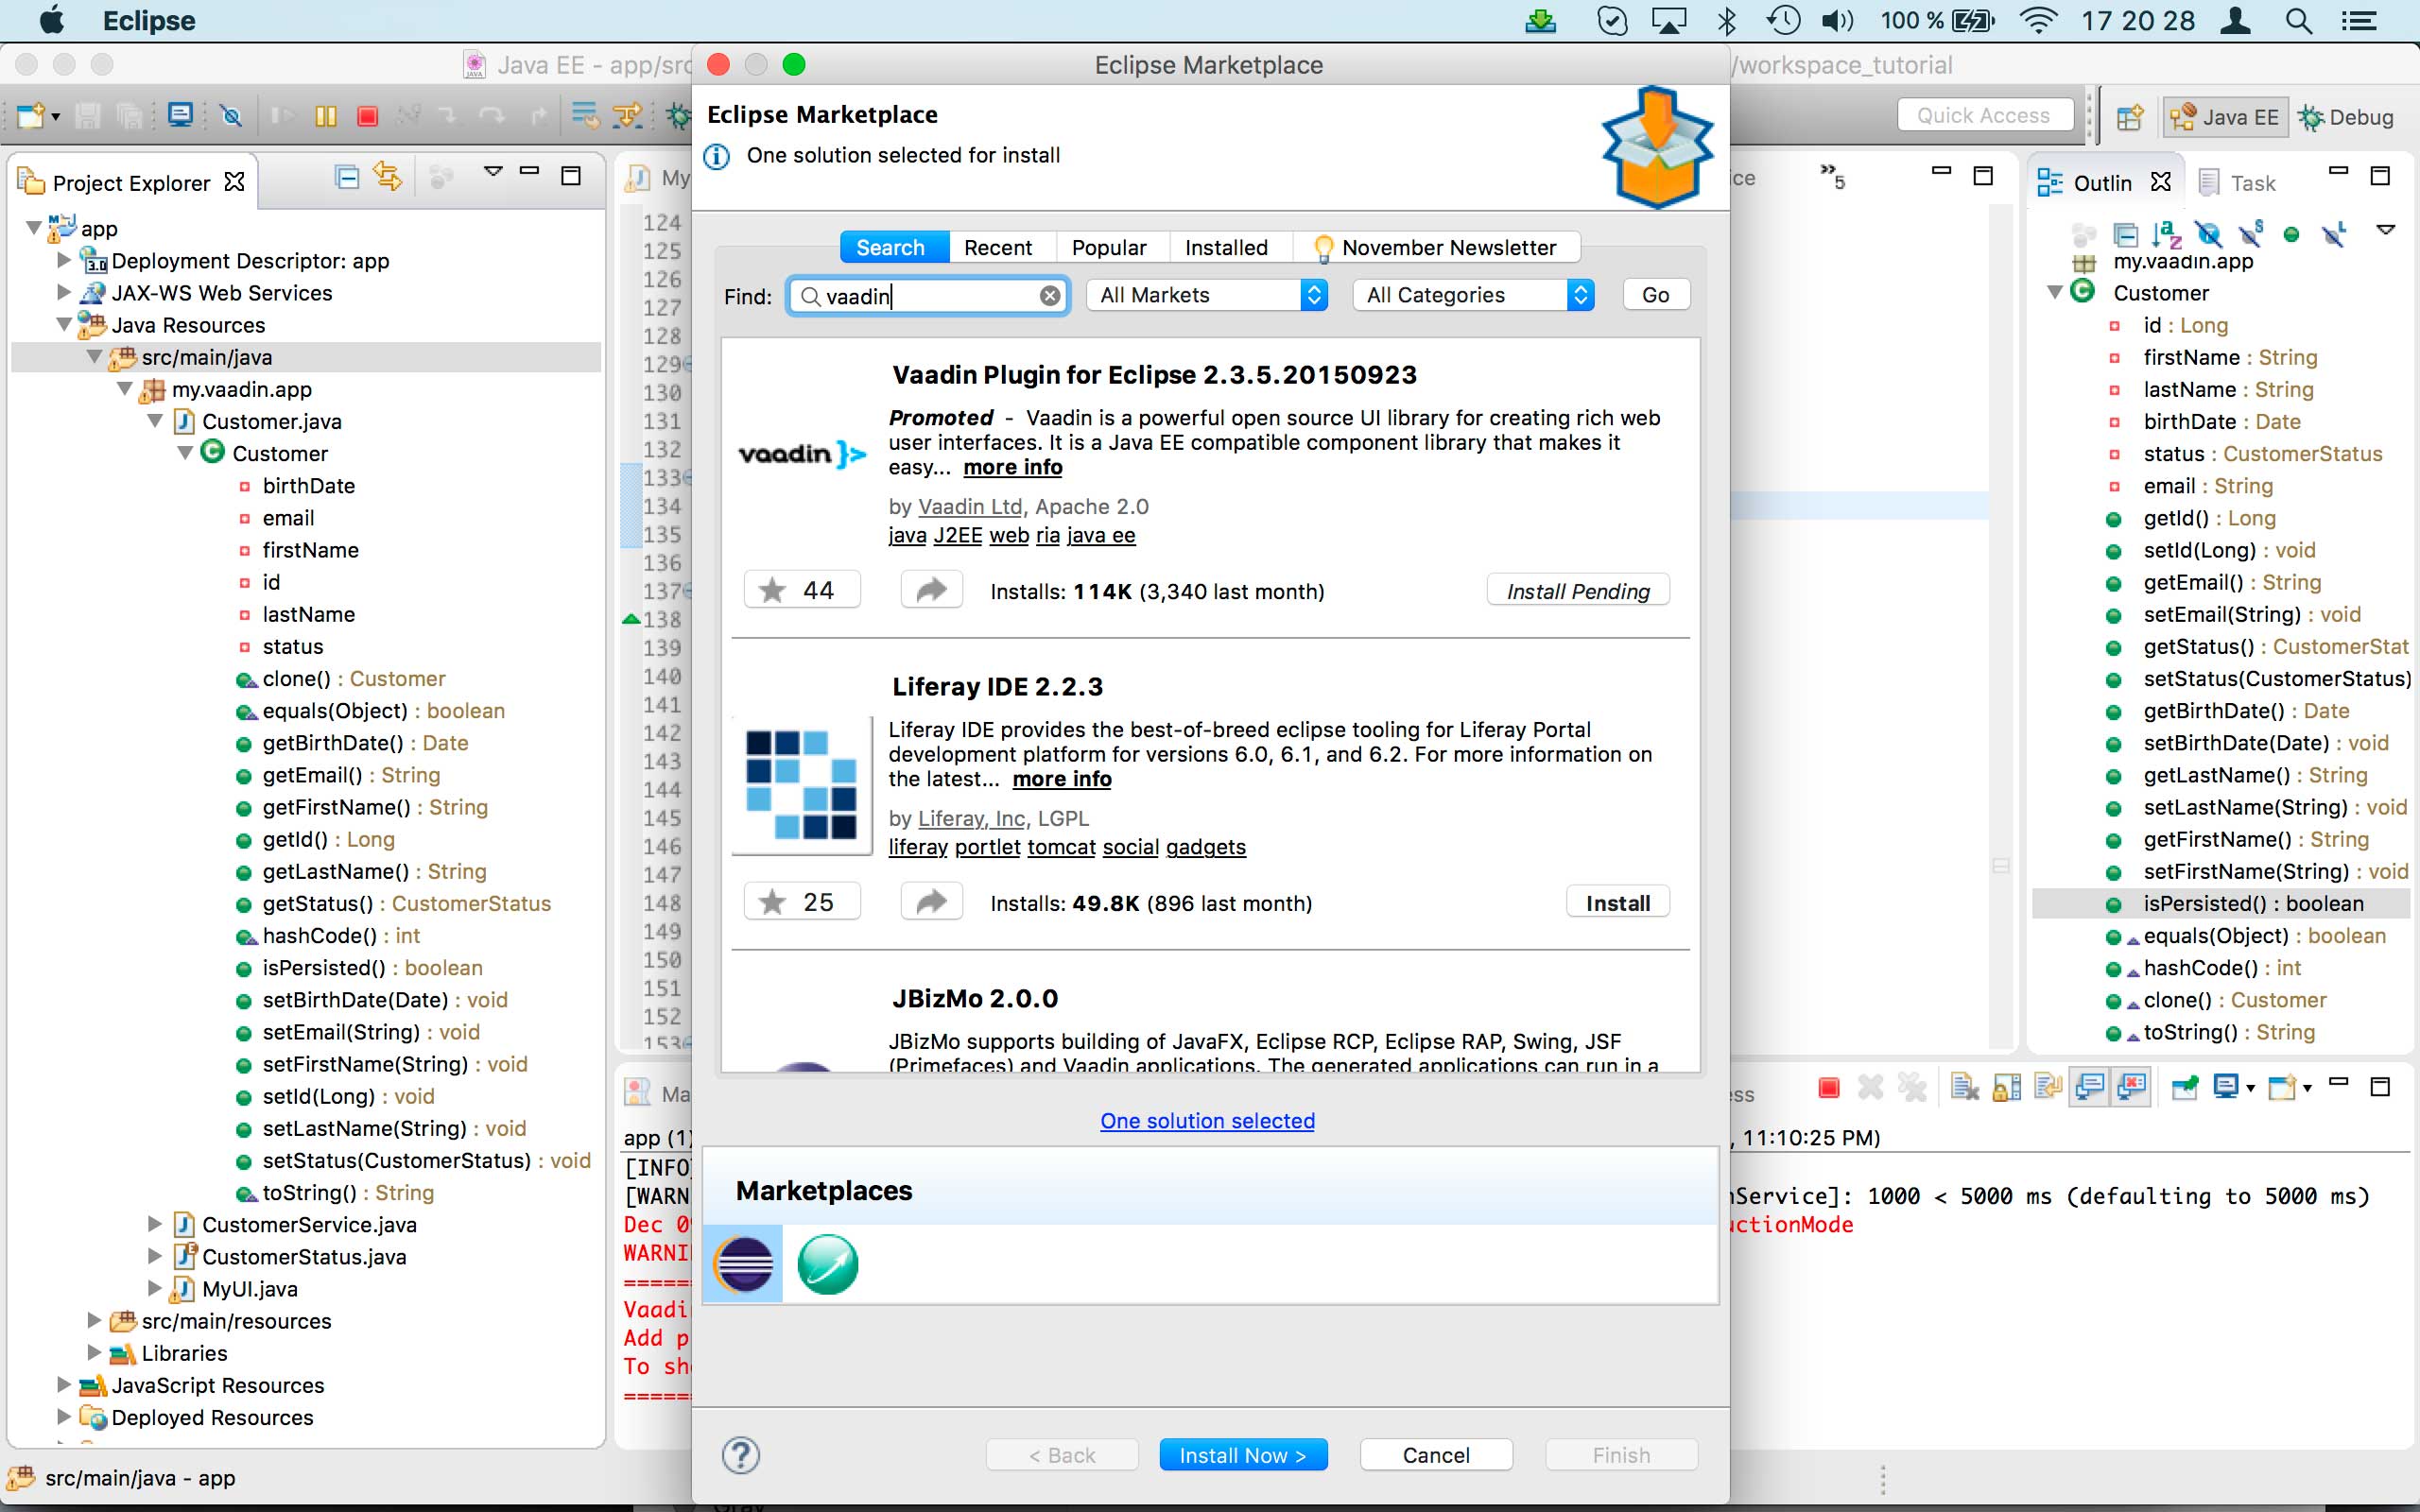 Eclipse
100 %
17 20 28
Java EE - app/src
Eclipse Marketplace
/workspace_tutorial
Quick Access
Java EE
Debug
Project Explorer
app
Deployment Descriptor: app
JAX-WS Web Services
Java Resources
src/main/java
my.vaadin.app
Customer.java
Customer
birthDate
email
firstName
id
lastName
status
clone() : Customer
equals(Object) : boolean
getBirthDate() : Date
getEmail() : String
getFirstName() : String
getId() : Long
getLastName() : String
getStatus() : CustomerStatus
hashCode() : int
isPersisted() : boolean
setBirthDate(Date) : void
setEmail(String) : void
setFirstName(String) : void
setId(Long) : void
setLastName(String) : void
setStatus(CustomerStatus) : void
toString() : String
CustomerService.java
CustomerStatus.java
MyUI.java
src/main/resources
Libraries
JavaScript Resources
Deployed Resources
src/main/java - app
My
124
125
126
127
128
129
130
131
132
133
134
135
136
137
138
139
140
141
142
143
144
145
146
147
148
149
150
151
152
153
Ma
app (1)
[INFO]
[WARN
Dec 09
WARNI
======
Vaadi
Add p
To sh
======
Eclipse Marketplace
One solution selected for install
Search
Recent
Popular
Installed
November Newsletter
Find:
vaadin
All Markets
All Categories
Go
Vaadin Plugin for Eclipse 2.3.5.20150923
vaadin }>
Promoted - Vaadin is a powerful open source UI library for creating rich web
user interfaces. It is a Java EE compatible component library that makes it
easy... more info
by Vaadin Ltd, Apache 2.0
java J2EE web ria java ee
44
Installs: 114K (3,340 last month)
Install Pending
Liferay IDE 2.2.3
Liferay IDE provides the best-of-breed eclipse tooling for Liferay Portal
development platform for versions 6.0, 6.1, and 6.2. For more information on
the latest... more info
by Liferay, Inc, LGPL
liferay portlet tomcat social gadgets
25
Installs: 49.8K (896 last month)
Install
JBizMo 2.0.0
JBizMo supports building of JavaFX, Eclipse RCP, Eclipse RAP, Swing, JSF
(Primefaces) and Vaadin applications. The generated applications can run in a
One solution selected
Marketplaces
?
< Back
Install Now >
Cancel
Finish
ice
»5
Outlin
Task
my.vaadin.app
Customer
id : Long
firstName : String
lastName : String
birthDate : Date
status : CustomerStatus
email : String
getId() : Long
setId(Long) : void
getEmail() : String
setEmail(String) : void
getStatus() : CustomerStat
setStatus(CustomerStatus)
getBirthDate() : Date
setBirthDate(Date) : void
getLastName() : String
setLastName(String) : void
getFirstName() : String
setFirstName(String) : void
isPersisted() : boolean
equals(Object) : boolean
hashCode() : int
clone() : Customer
toString() : String
ess
, 11:10:25 PM)
nService]: 1000 < 5000 ms (defaulting to 5000 ms)
uctionMode